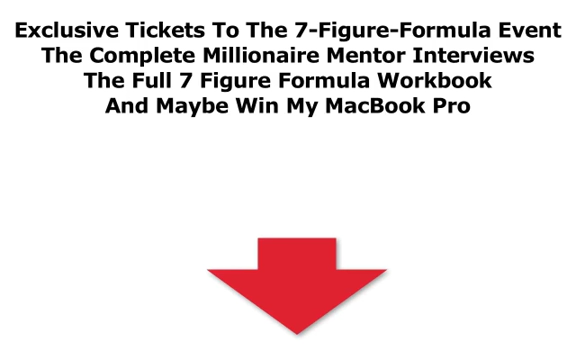 Exclusive Tickets To The 7-Figure-Formula Event
The Complete Millionaire Mentor Interviews
The Full 7 Figure Formula Workbook
And Maybe Win My MacBook Pro